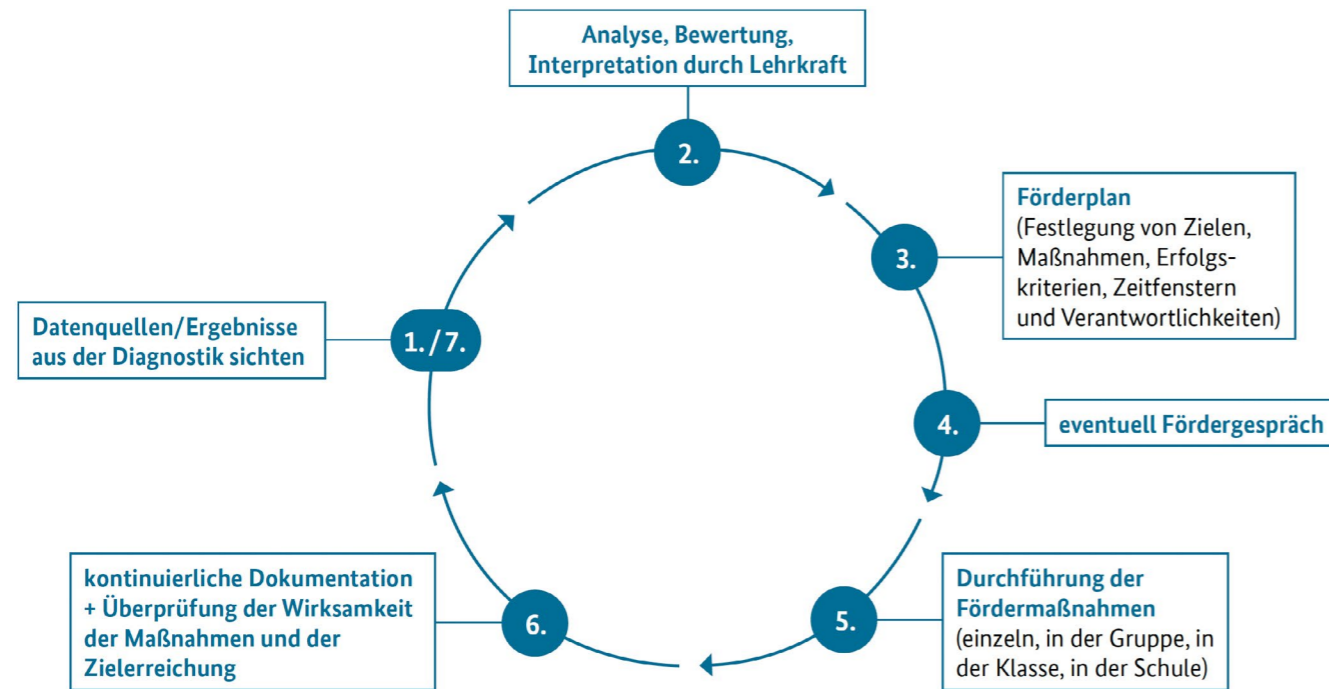 Analyse, Bewertung,
Interpretation durch Lehrkraft
2.
Förderplan
(Festlegung von Zielen,
Maßnahmen, Erfolgs-
kriterien, Zeitfenstern
und Verantwortlichkeiten)
3.
Datenquellen/Ergebnisse
aus der Diagnostik sichten
1./7.
4.
eventuell Fördergespräch
kontinuierliche Dokumentation
+ Überprüfung der Wirksamkeit
der Maßnahmen und der
Zielerreichung
6.
5.
Durchführung der
Fördermaßnahmen
(einzeln, in der Gruppe, in
der Klasse, in der Schule)